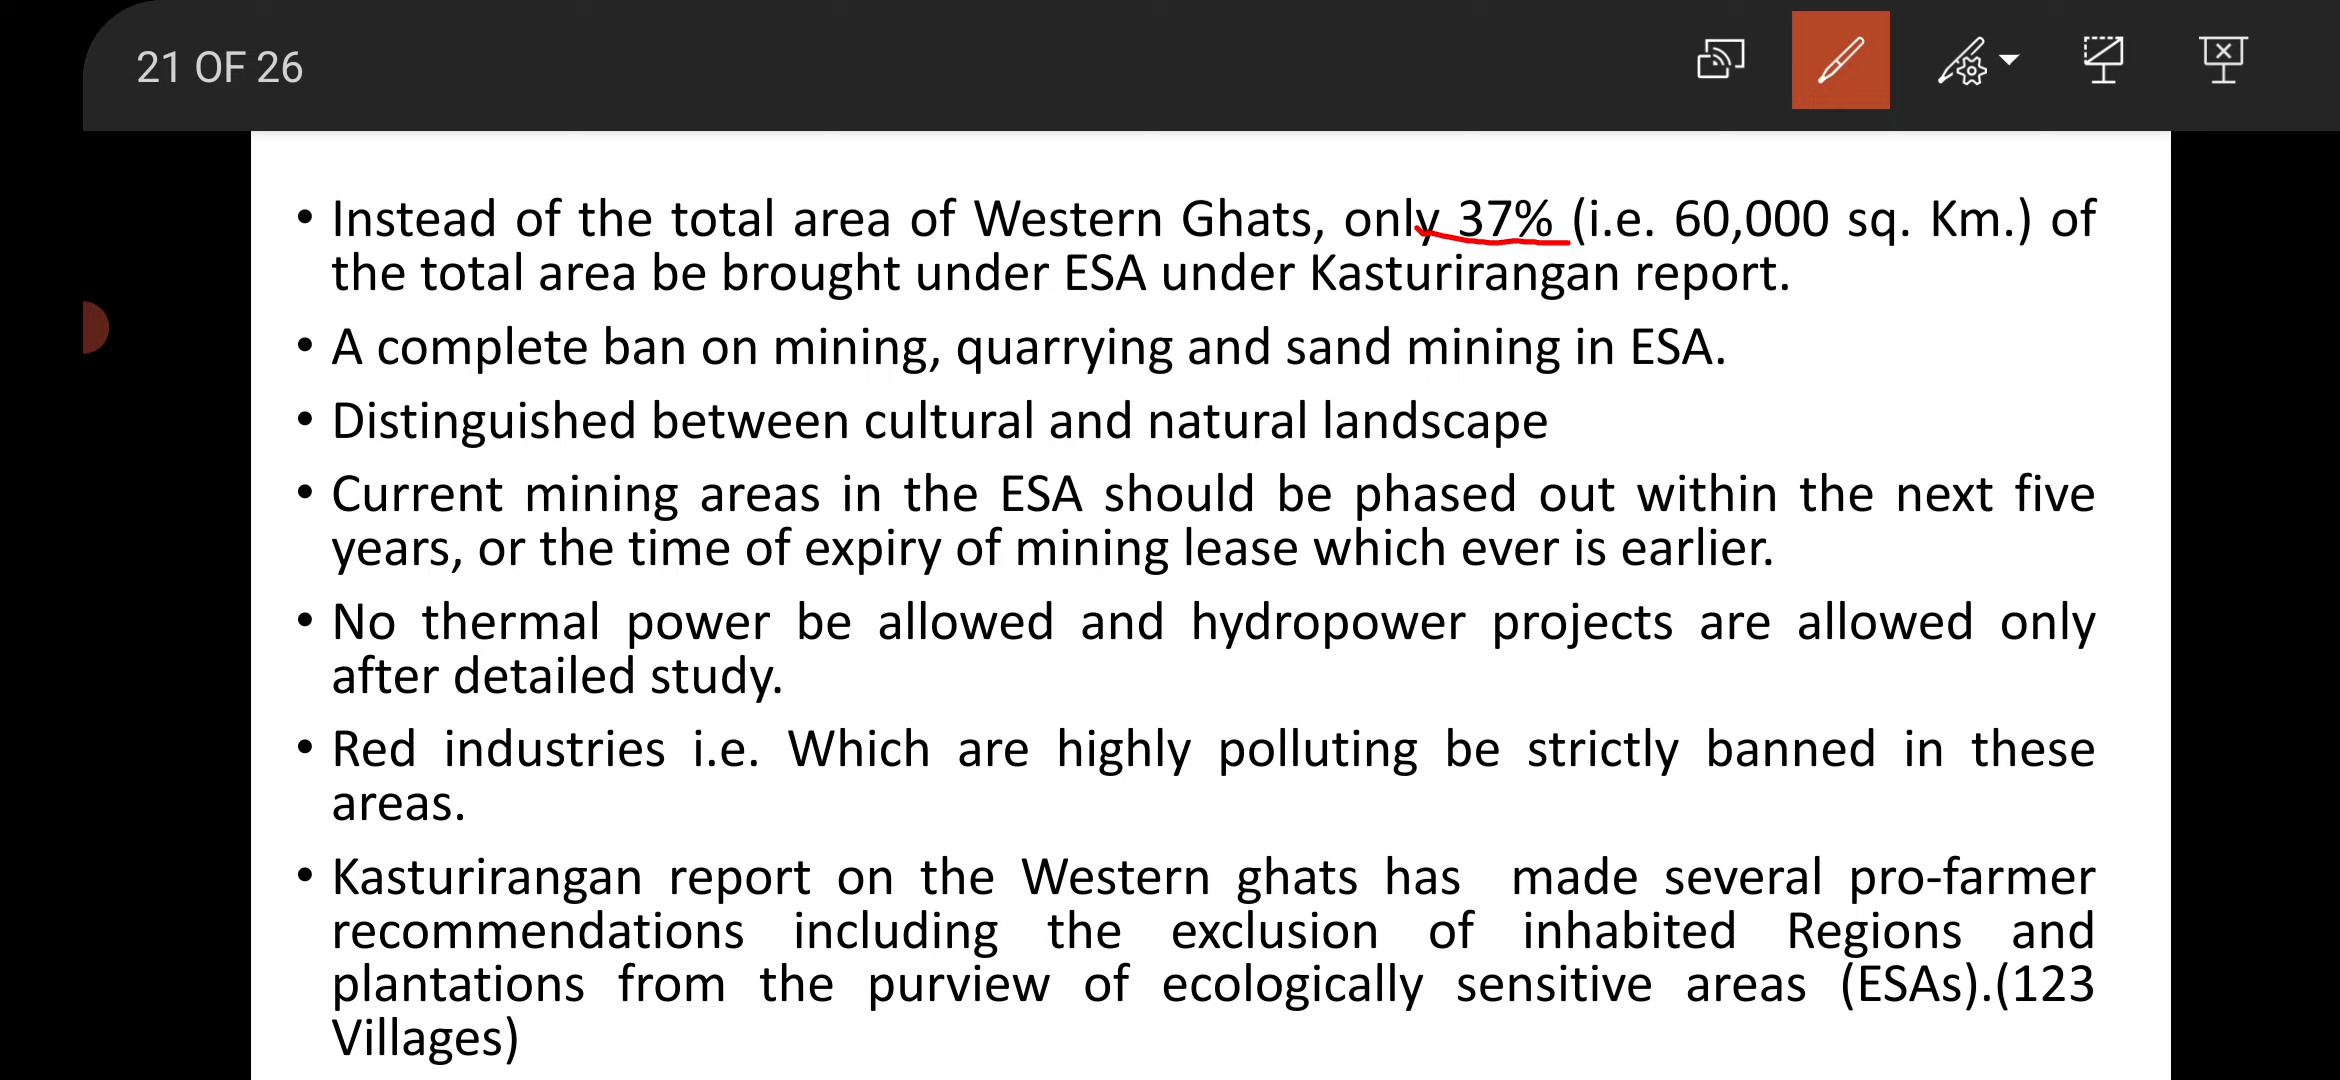 21 OF 26
• Instead of the total area of Western Ghats, only 37% (i.e. 60,000 sq. Km.) of
the total area be brought under ESA under Kasturirangan report.
• A complete ban on mining, quarrying and sand mining in ESA.
• Distinguished between cultural and natural landscape
• Current mining areas in the ESA should be phased out within the next five
years, or the time of expiry of mining lease which ever is earlier.
• No thermal power be allowed and hydropower projects are allowed only
after detailed study.
• Red industries i.e. Which are highly polluting be strictly banned in these
areas.
• Kasturirangan report on the Western ghats has made several pro-farmer
recommendations including the exclusion of inhabited Regions and
plantations from the purview of ecologically sensitive areas (ESAs).(123
Villages)